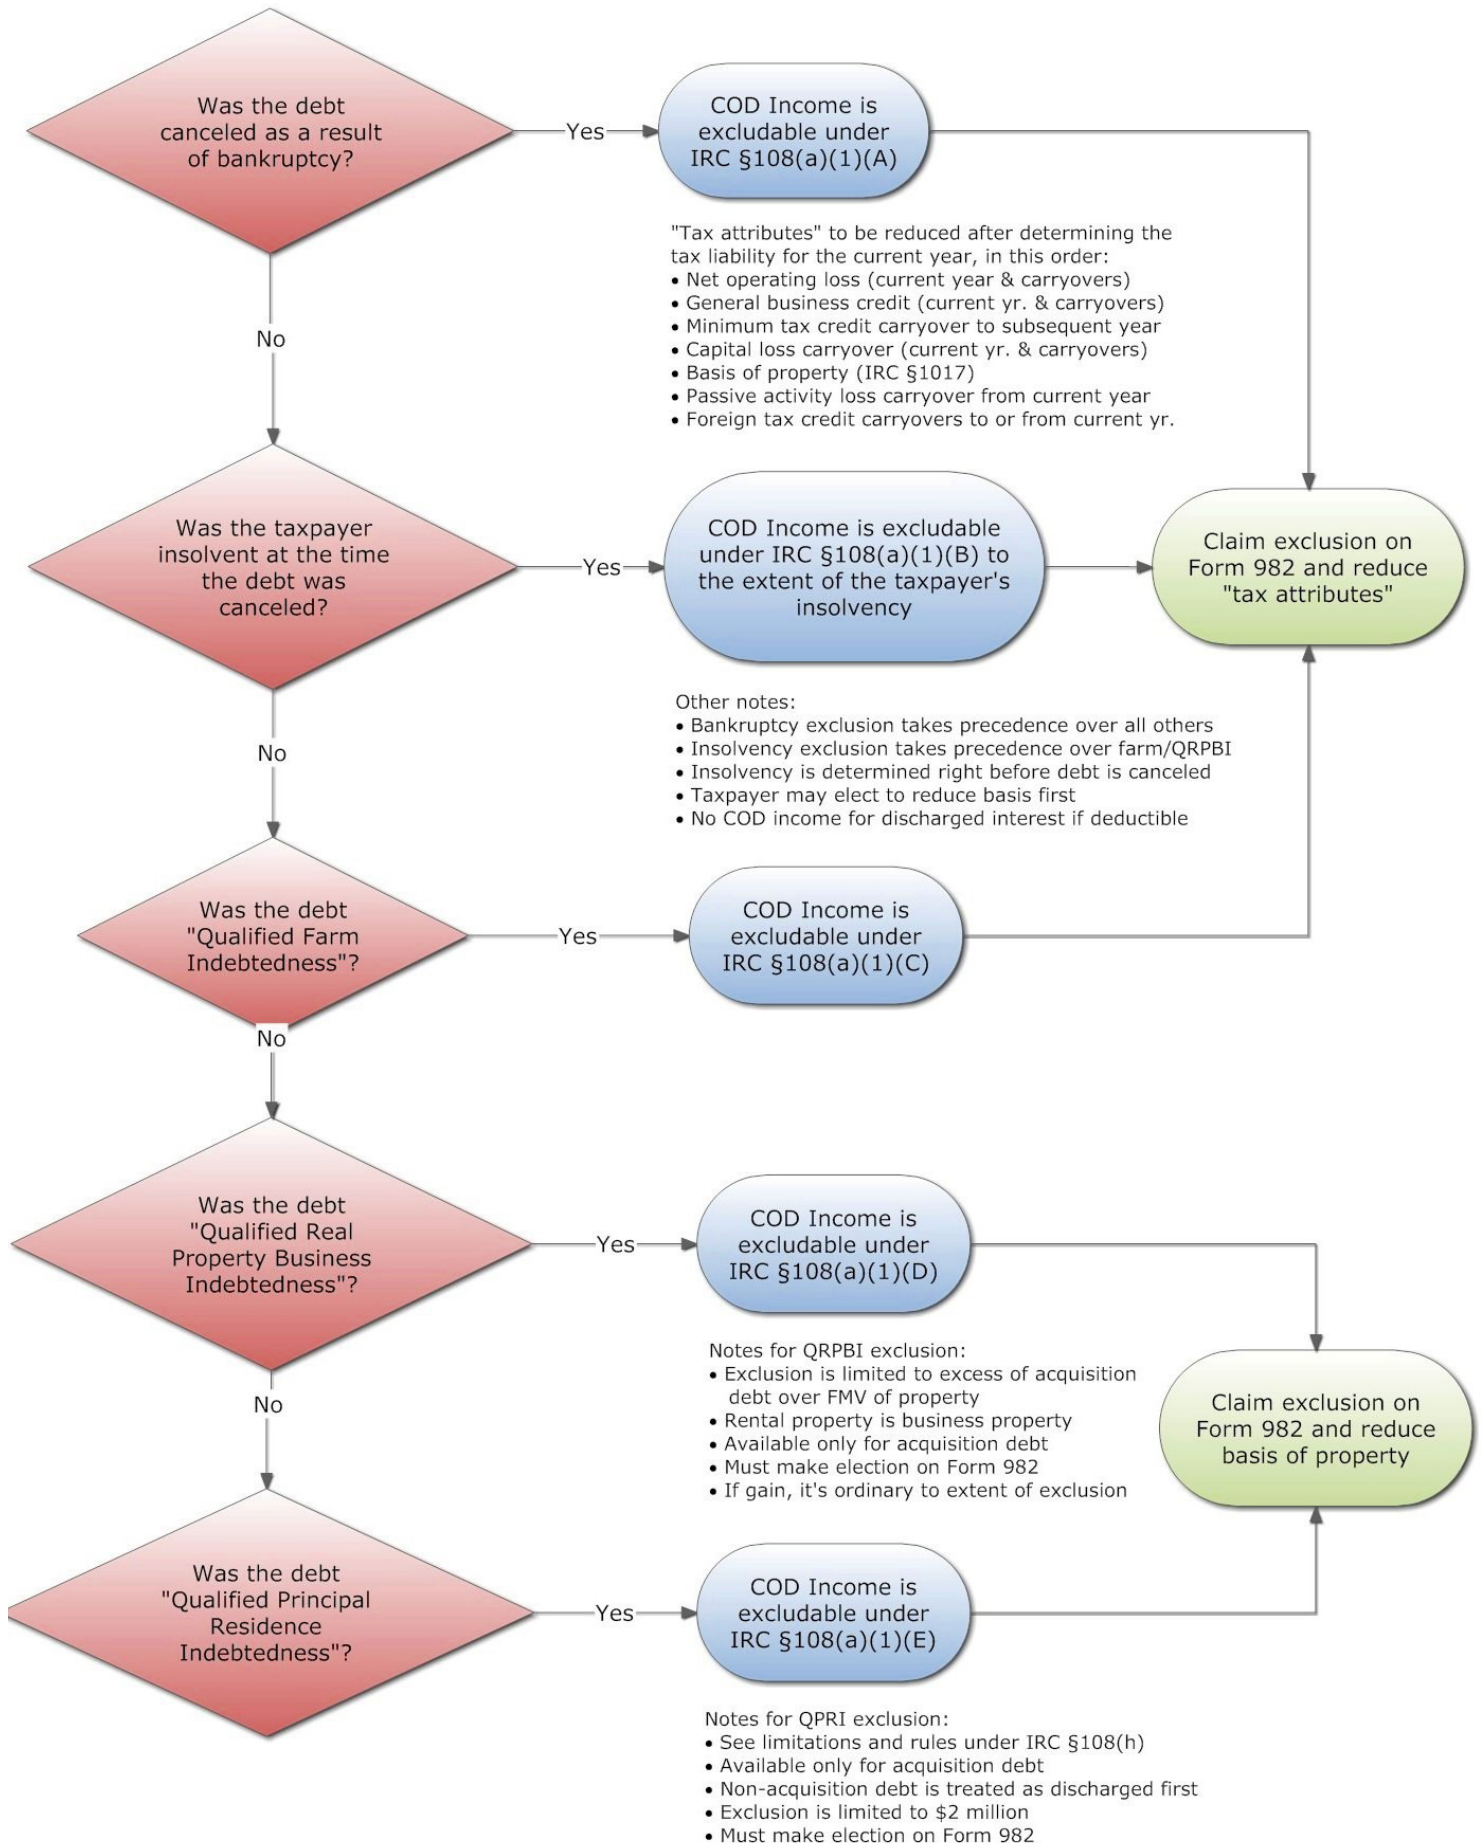 Was the debt
canceled as a result
of bankruptcy?
Yes
COD Income is
excludable under
IRC §108(a)(1)(A)
"Tax attributes" to be reduced after determining the
tax liability for the current year, in this order:
• Net operating loss (current year & carryovers)
• General business credit (current yr. & carryovers)
• Minimum tax credit carryover to subsequent year
• Capital loss carryover (current yr. & carryovers)
• Basis of property (IRC §1017)
• Passive activity loss carryover from current year
• Foreign tax credit carryovers to or from current yr.
No
Was the taxpayer
insolvent at the time
the debt was
canceled?
Yes
COD Income is excludable
under IRC §108(a)(1)(B) to
the extent of the taxpayer's
insolvency
Claim exclusion on
Form 982 and reduce
"tax attributes"
Other notes:
• Bankruptcy exclusion takes precedence over all others
• Insolvency exclusion takes precedence over farm/QRPBI
• Insolvency is determined right before debt is canceled
• Taxpayer may elect to reduce basis first
• No COD income for discharged interest if deductible
No
Was the debt
"Qualified Farm
Indebtedness"?
Yes
COD Income is
excludable under
IRC §108(a)(1)(C)
No
Was the debt
"Qualified Real
Property Business
Indebtedness"?
Yes
COD Income is
excludable under
IRC §108(a)(1)(D)
Notes for QRPBI exclusion:
• Exclusion is limited to excess of acquisition
debt over FMV of property
• Rental property is business property
• Available only for acquisition debt
• Must make election on Form 982
• If gain, it's ordinary to extent of exclusion
Claim exclusion on
Form 982 and reduce
basis of property
No
Was the debt
"Qualified Principal
Residence
Indebtedness"?
Yes
COD Income is
excludable under
IRC §108(a)(1)(E)
Notes for QPRI exclusion:
• See limitations and rules under IRC §108(h)
• Available only for acquisition debt
• Non-acquisition debt is treated as discharged first
• Exclusion is limited to $2 million
• Must make election on Form 982